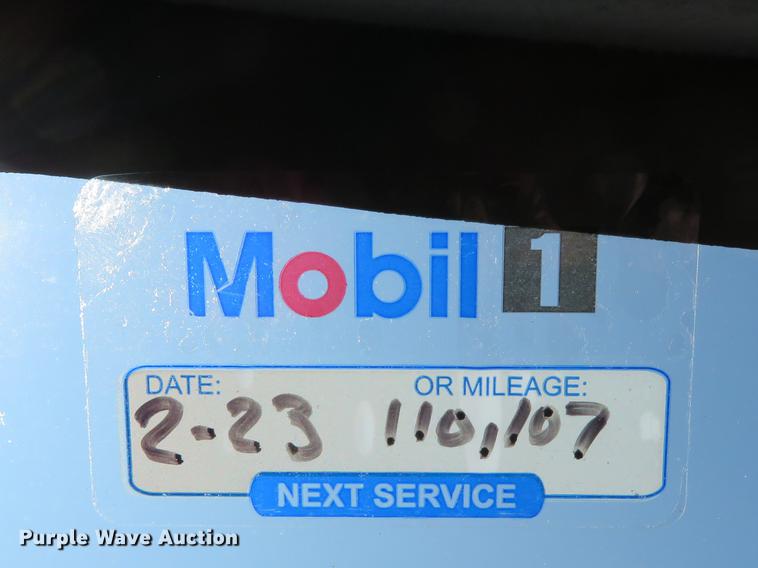 Mobil 1
DATE: OR MILEAGE:
2-23 110,107
NEXT SERVICE
Purple Wave Auction